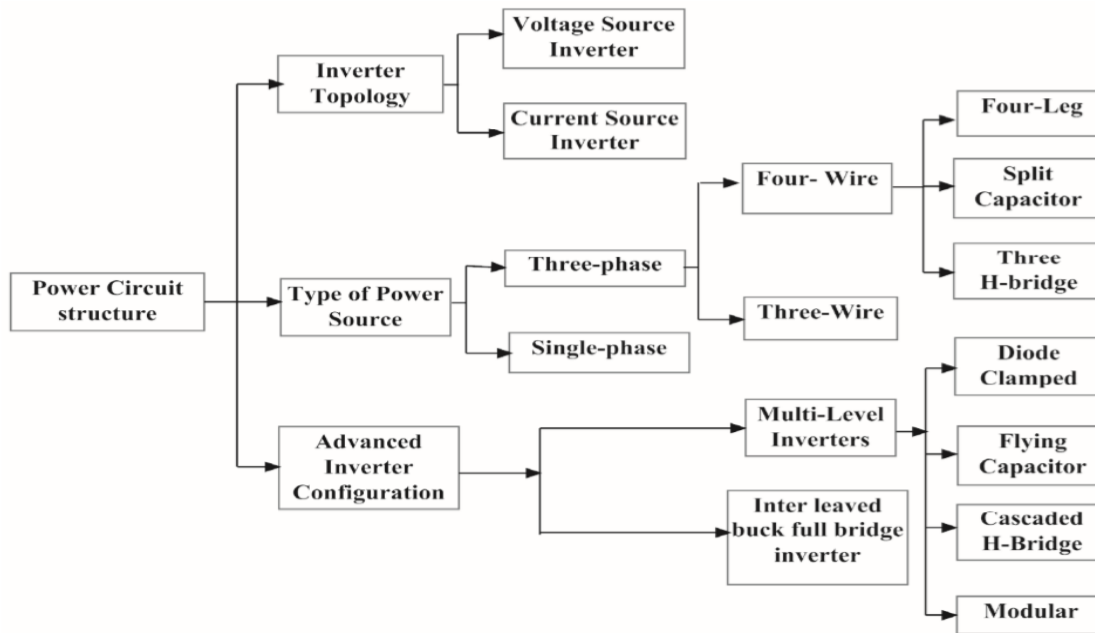 Power Circuit
structure
Inverter
Topology
Voltage Source
Inverter
Current Source
Inverter
Type of Power
Source
Three-phase
Single-phase
Four- Wire
Three-Wire
Four-Leg
Split
Capacitor
Three
H-bridge
Advanced
Inverter
Configuration
Multi-Level
Inverters
Inter leaved
buck full bridge
inverter
Diode
Clamped
Flying
Capacitor
Cascaded
H-Bridge
Modular